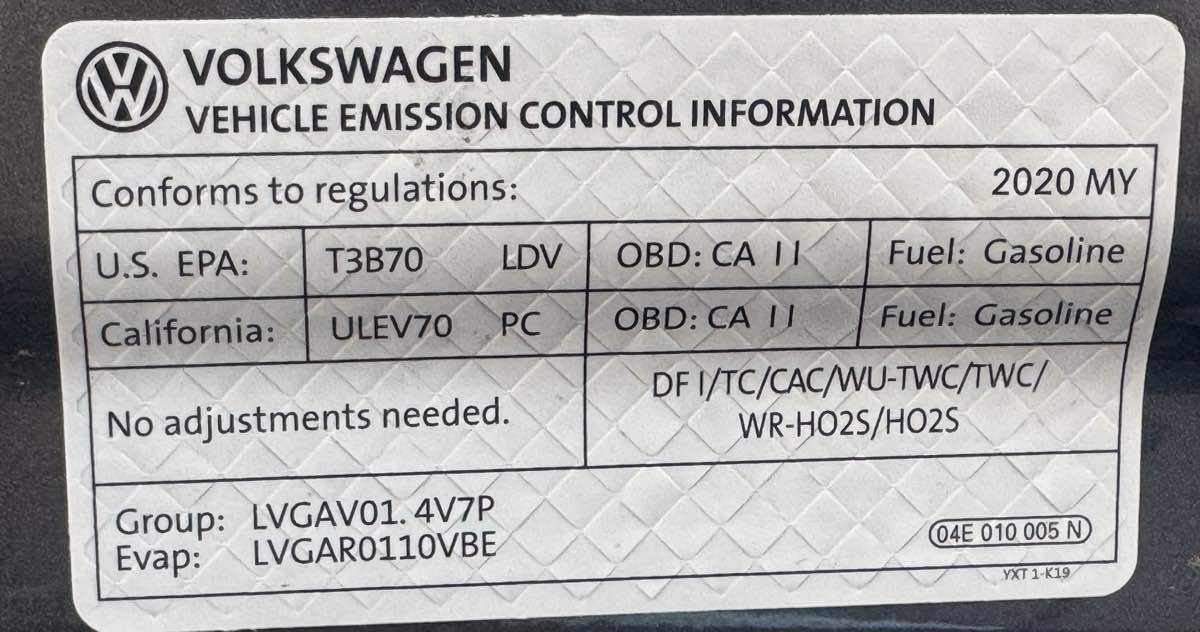 VOLKSWAGEN
VEHICLE EMISSION CONTROL INFORMATION
Conforms to regulations: 2020 MY
U.S. EPA: T3B70 LDV OBD: CA II Fuel: Gasoline
California: ULEV70 PC OBD: CA II Fuel: Gasoline
No adjustments needed.
DFI/TC/CAC/WU-TWC/TWC/
WR-HO2S/HO2S
Group: LVGAV01.4V7P
Evap: LVGAR0110VBE
04E 010 005 N
YXT 1-K19